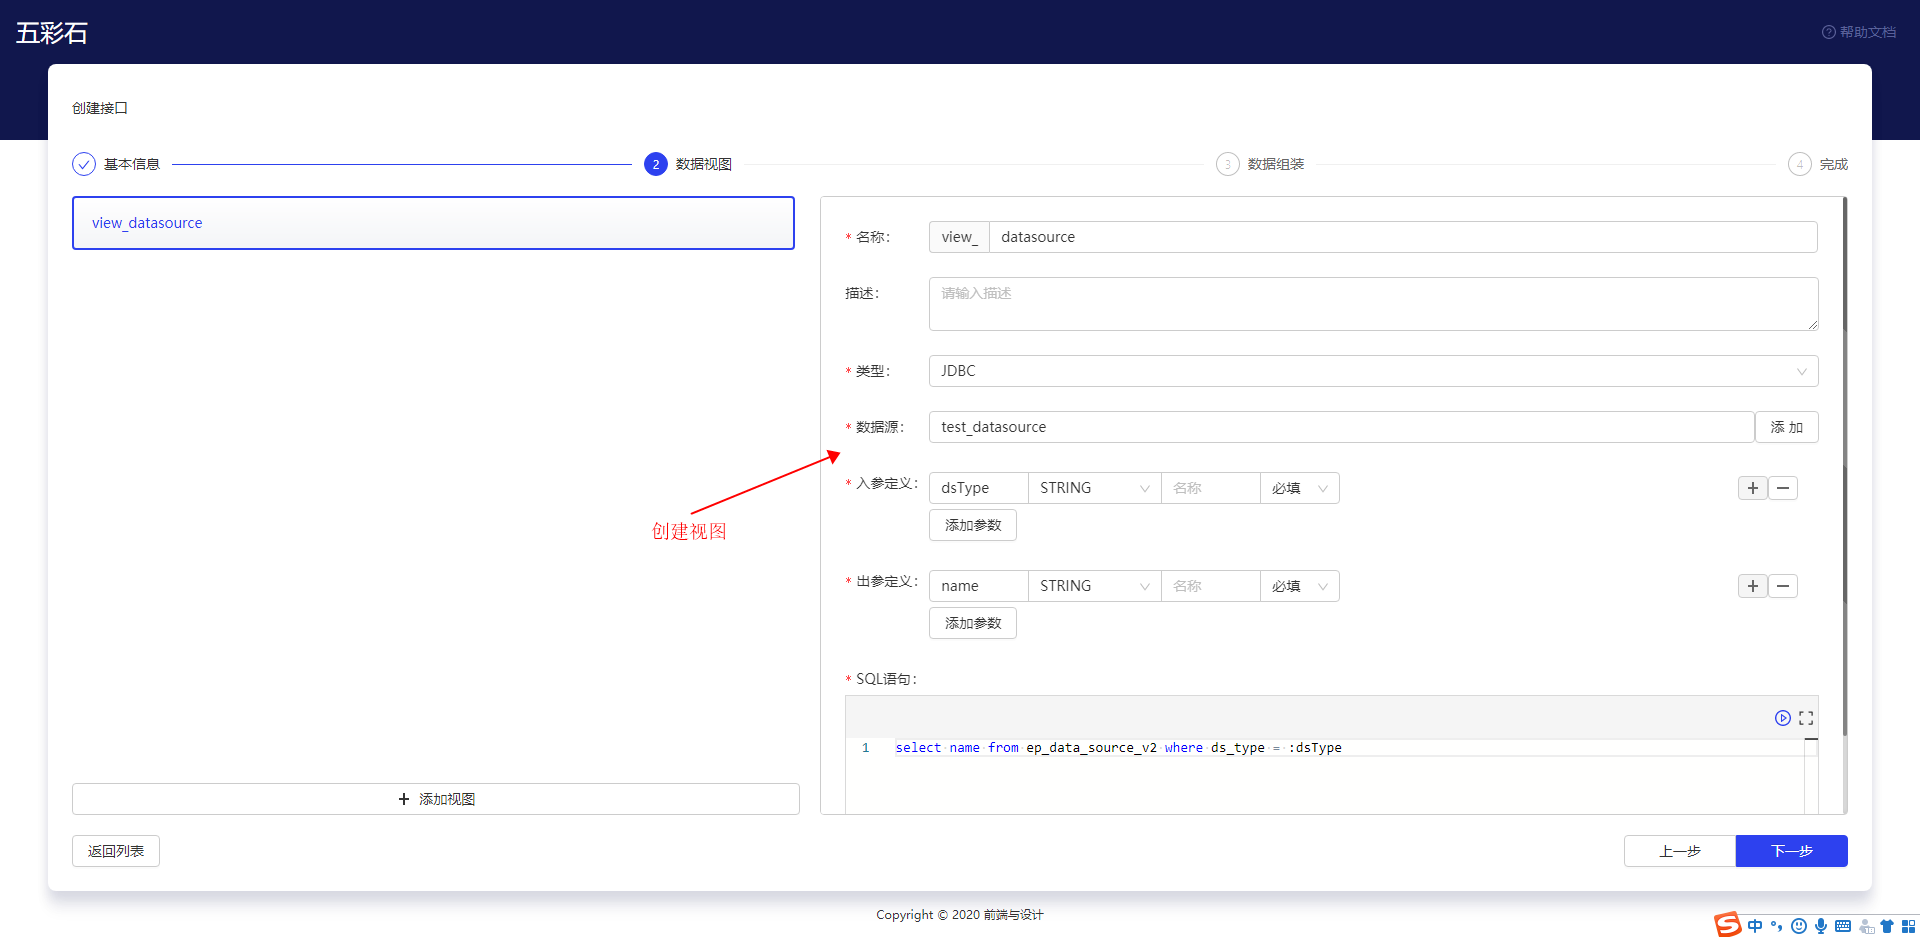 五彩石
帮助文档
创建接口
基本信息
2 数据视图
3 数据组装
4 完成
view_datasource
* 名称: view_ datasource
描述: 请输入描述
* 类型: JDBC
* 数据源: test_datasource 添 加
* 入参定义: dsType STRING 名称 必填
添加参数
创建视图
* 出参定义: name STRING 名称 必填
添加参数
* SQL语句:
1 select name from ep_data_source_v2 where ds_type = :dsType
+ 添加视图
返回列表
上一步 下一步
Copyright © 2020 前端与设计
S 中